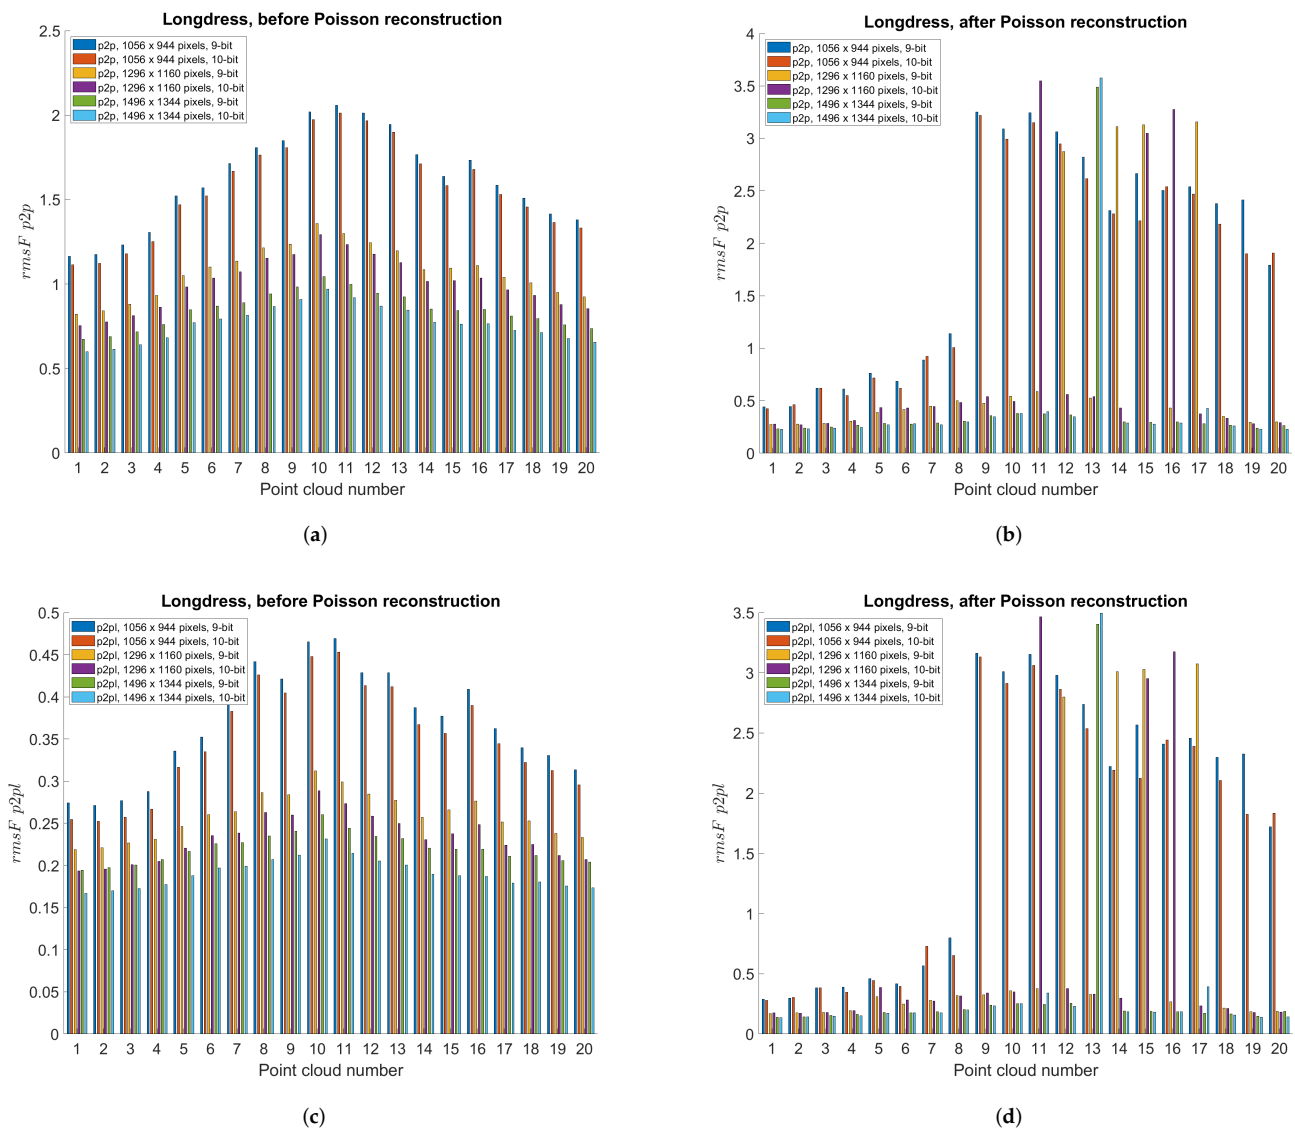 Longdress, before Poisson reconstruction
2.5
2
1.5
1
0.5
0
rmsF p2p
p2p, 1056 x 944 pixels, 9-bit
p2p, 1056 x 944 pixels, 10-bit
p2p, 1296 x 1160 pixels, 9-bit
p2p, 1296 x 1160 pixels, 10-bit
p2p, 1496 x 1344 pixels, 9-bit
p2p, 1496 x 1344 pixels, 10-bit
1 2 3 4 5 6 7 8 9 10 11 12 13 14 15 16 17 18 19 20
Point cloud number
(a)
Longdress, after Poisson reconstruction
4
3.5
3
2.5
2
1.5
1
0.5
0
rmsF p2p
p2p, 1056 x 944 pixels, 9-bit
p2p, 1056 x 944 pixels, 10-bit
p2p, 1296 x 1160 pixels, 9-bit
p2p, 1296 x 1160 pixels, 10-bit
p2p, 1496 x 1344 pixels, 9-bit
p2p, 1496 x 1344 pixels, 10-bit
1 2 3 4 5 6 7 8 9 10 11 12 13 14 15 16 17 18 19 20
Point cloud number
(b)
Longdress, before Poisson reconstruction
0.5
0.45
0.4
0.35
0.3
0.25
0.2
0.15
0.1
0.05
0
rmsF p2pl
p2pl, 1056 x 944 pixels, 9-bit
p2pl, 1056 x 944 pixels, 10-bit
p2pl, 1296 x 1160 pixels, 9-bit
p2pl, 1296 x 1160 pixels, 10-bit
p2pl, 1496 x 1344 pixels, 9-bit
p2pl, 1496 x 1344 pixels, 10-bit
1 2 3 4 5 6 7 8 9 10 11 12 13 14 15 16 17 18 19 20
Point cloud number
(c)
Longdress, after Poisson reconstruction
3.5
3
2.5
2
1.5
1
0.5
0
rmsF p2pl
p2pl, 1056 x 944 pixels, 9-bit
p2pl, 1056 x 944 pixels, 10-bit
p2pl, 1296 x 1160 pixels, 9-bit
p2pl, 1296 x 1160 pixels, 10-bit
p2pl, 1496 x 1344 pixels, 9-bit
p2pl, 1496 x 1344 pixels, 10-bit
1 2 3 4 5 6 7 8 9 10 11 12 13 14 15 16 17 18 19 20
Point cloud number
(d)